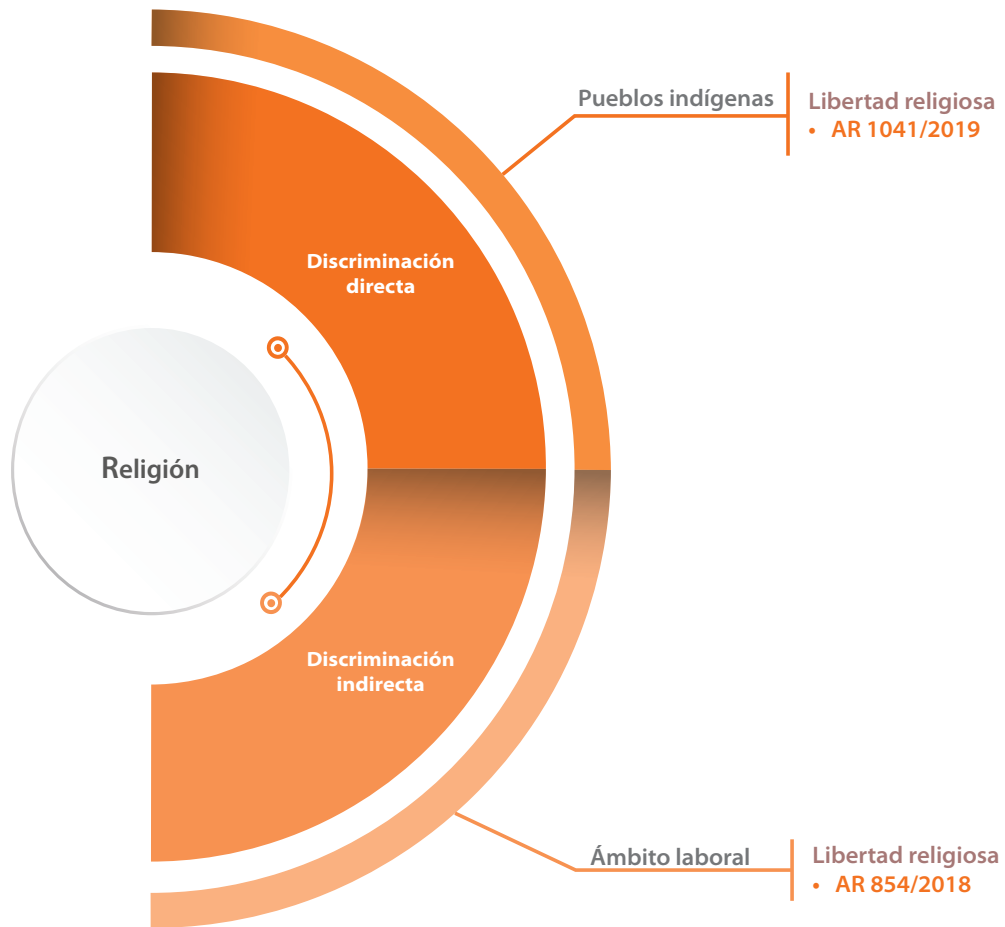 Pueblos indígenas
Libertad religiosa
• AR 1041/2019
Discriminación
directa
Religión
Discriminación
indirecta
Ámbito laboral
Libertad religiosa
• AR 854/2018